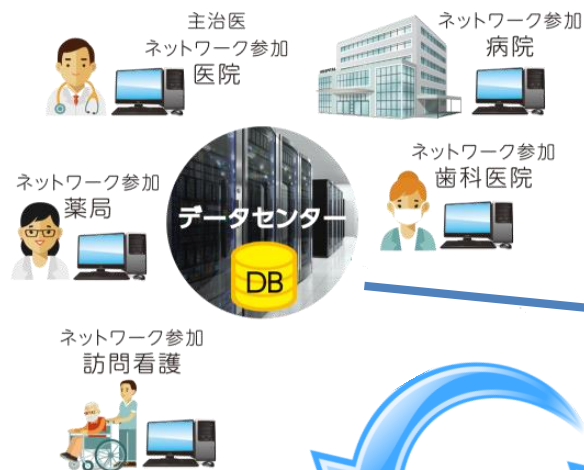 主治医
ネットワーク参加
医院
ネットワーク参加
病院
ネットワーク参加
歯科医院
ネットワーク参加
薬局
データセンター
DB
ネットワーク参加
訪問看護